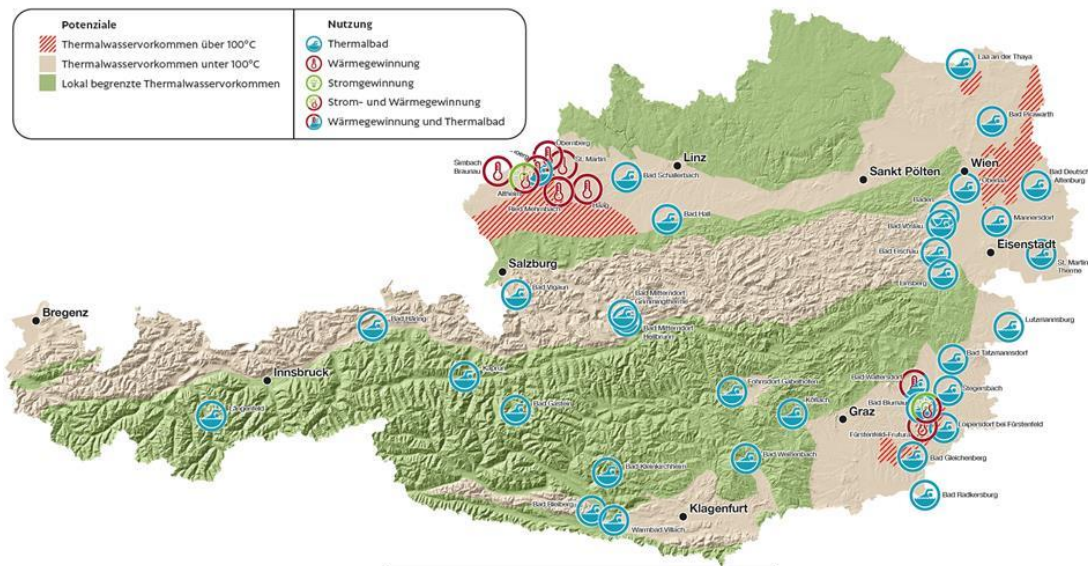 Potenziale
Thermalwasservorkommen über 100°C
Thermalwasservorkommen unter 100°C
Lokal begrenzte Thermalwasservorkommen
Nutzung
Thermalbad
Wärmegewinnung
Stromgewinnung
Strom- und Wärmegewinnung
Wärmegewinnung und Thermalbad
Laa an der Thaya
Bad Pirawarth
Obernberg
St. Martin
Simbach
Braunau
Altheim
Ried Mehrnbach
Haag
Linz
Bad Schallerbach
Sankt Pölten
Wien
Oberlaa
Bad Deutsch
Altenburg
Baden
Bad Vöslau
Mannersdorf
Bad Hall
Bad Erlach
Eisenstadt
St. Martin
Therme
Salzburg
Bad Vigaun
Bad Mitterndorf
Grimmingtherme
Bad Mitterndorf
Heilbrunn
Bregenz
Bad Häring
Lutzmannsburg
Innsbruck
Kaprun
Bad Tatzmannsdorf
Längenfeld
Bad Gastein
Fohnsdorf Gabelhofen
Köflach
Bad Waltersdorf
Stegersbach
Bad Blumau
Graz
Loipersdorf bei Fürstenfeld
Fürstenfeld-Frutura
Bad Gleichenberg
Bad Weißenbach
Bad Kleinkirchheim
Bad Radkersburg
Bad Bleiberg
Warmbad Villach
Klagenfurt